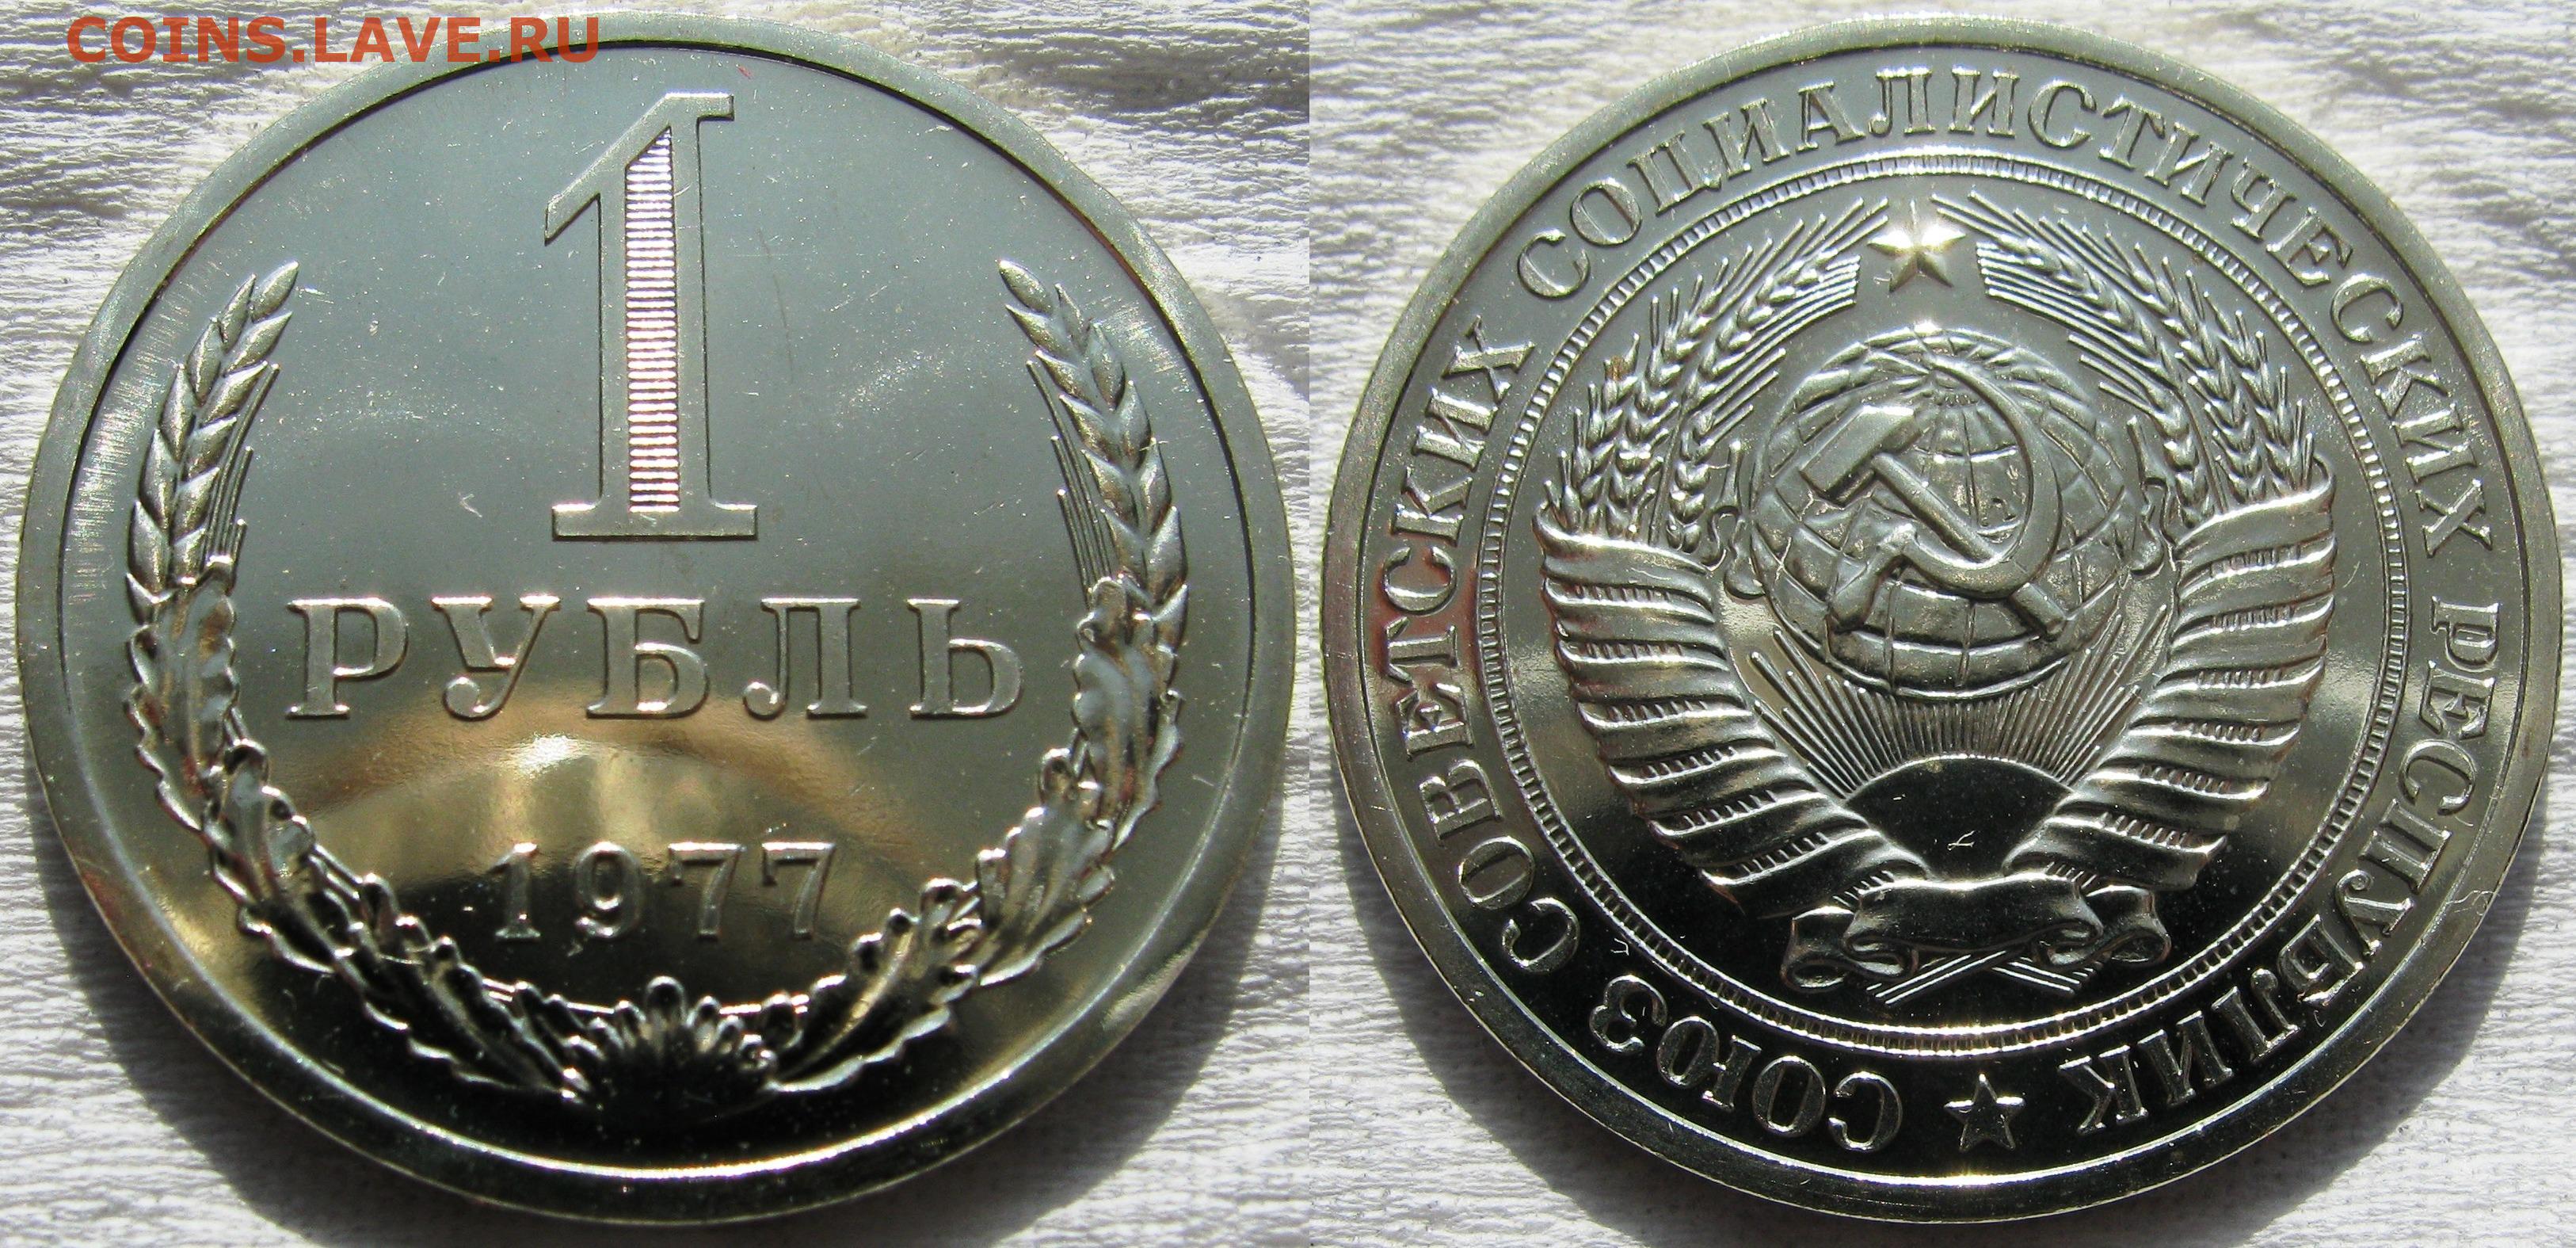 COINS.LAVE.RU
1
РУБЛЬ
1977
СОЮЗ СОВЕТСКИХ СОЦИАЛИСТИЧЕСКИХ РЕСПУБЛИК